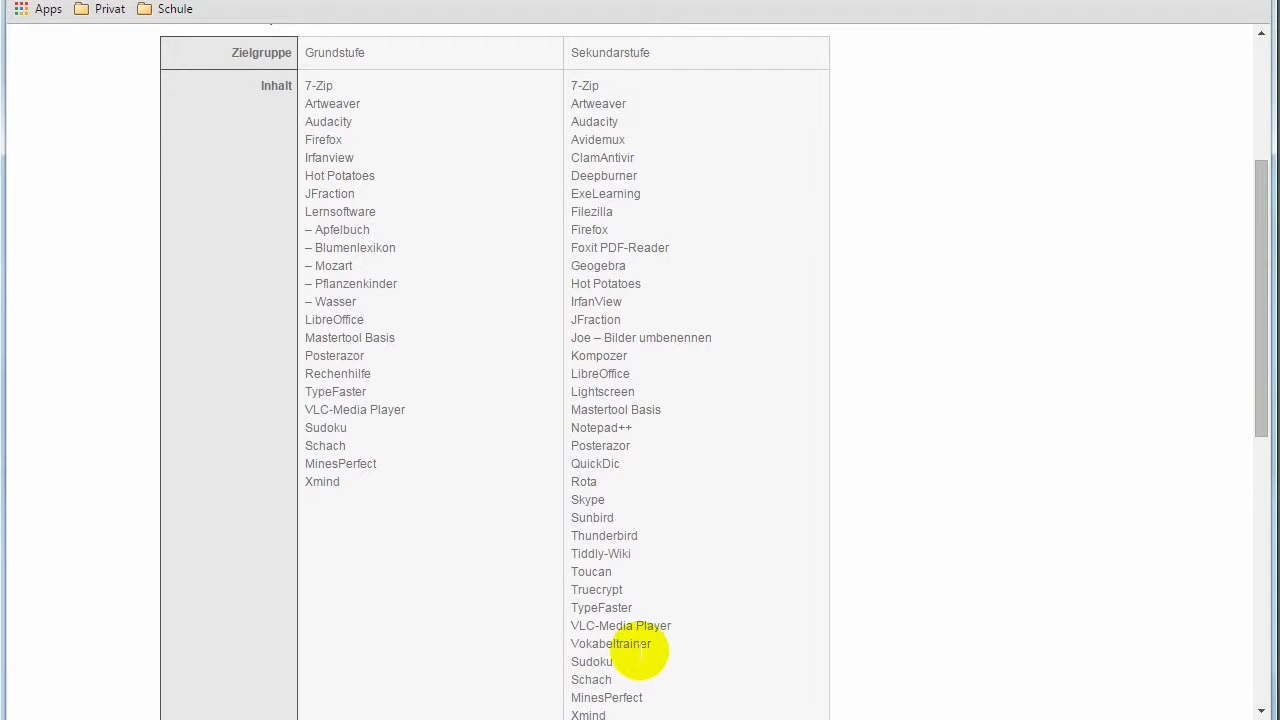 Apps Privat Schule
Zielgruppe Grundstufe Sekundarstufe
Inhalt 7-Zip 7-Zip
Artweaver Artweaver
Audacity Audacity
Firefox Avidemux
Irfanview ClamAntivir
Hot Potatoes Deepburner
JFraction ExeLearning
Lernsoftware Filezilla
– Apfelbuch Firefox
– Blumenlexikon Foxit PDF-Reader
– Mozart Geogebra
– Pflanzenkinder Hot Potatoes
– Wasser IrfanView
LibreOffice JFraction
Mastertool Basis Joe – Bilder umbenennen
Posterazor Kompozer
Rechenhilfe LibreOffice
TypeFaster Lightscreen
VLC-Media Player Mastertool Basis
Sudoku Notepad++
Schach Posterazor
MinesPerfect QuickDic
Xmind Rota
Skype
Sunbird
Thunderbird
Tiddly-Wiki
Toucan
Truecrypt
TypeFaster
VLC-Media Player
Vokabeltrainer
Sudoku
Schach
MinesPerfect
Xmind